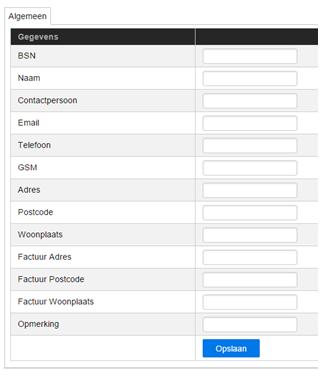 Algemeen
Gegevens
BSN
Naam
Contactpersoon
Email
Telefoon
GSM
Adres
Postcode
Woonplaats
Factuur Adres
Factuur Postcode
Factuur Woonplaats
Opmerking
Opslaan